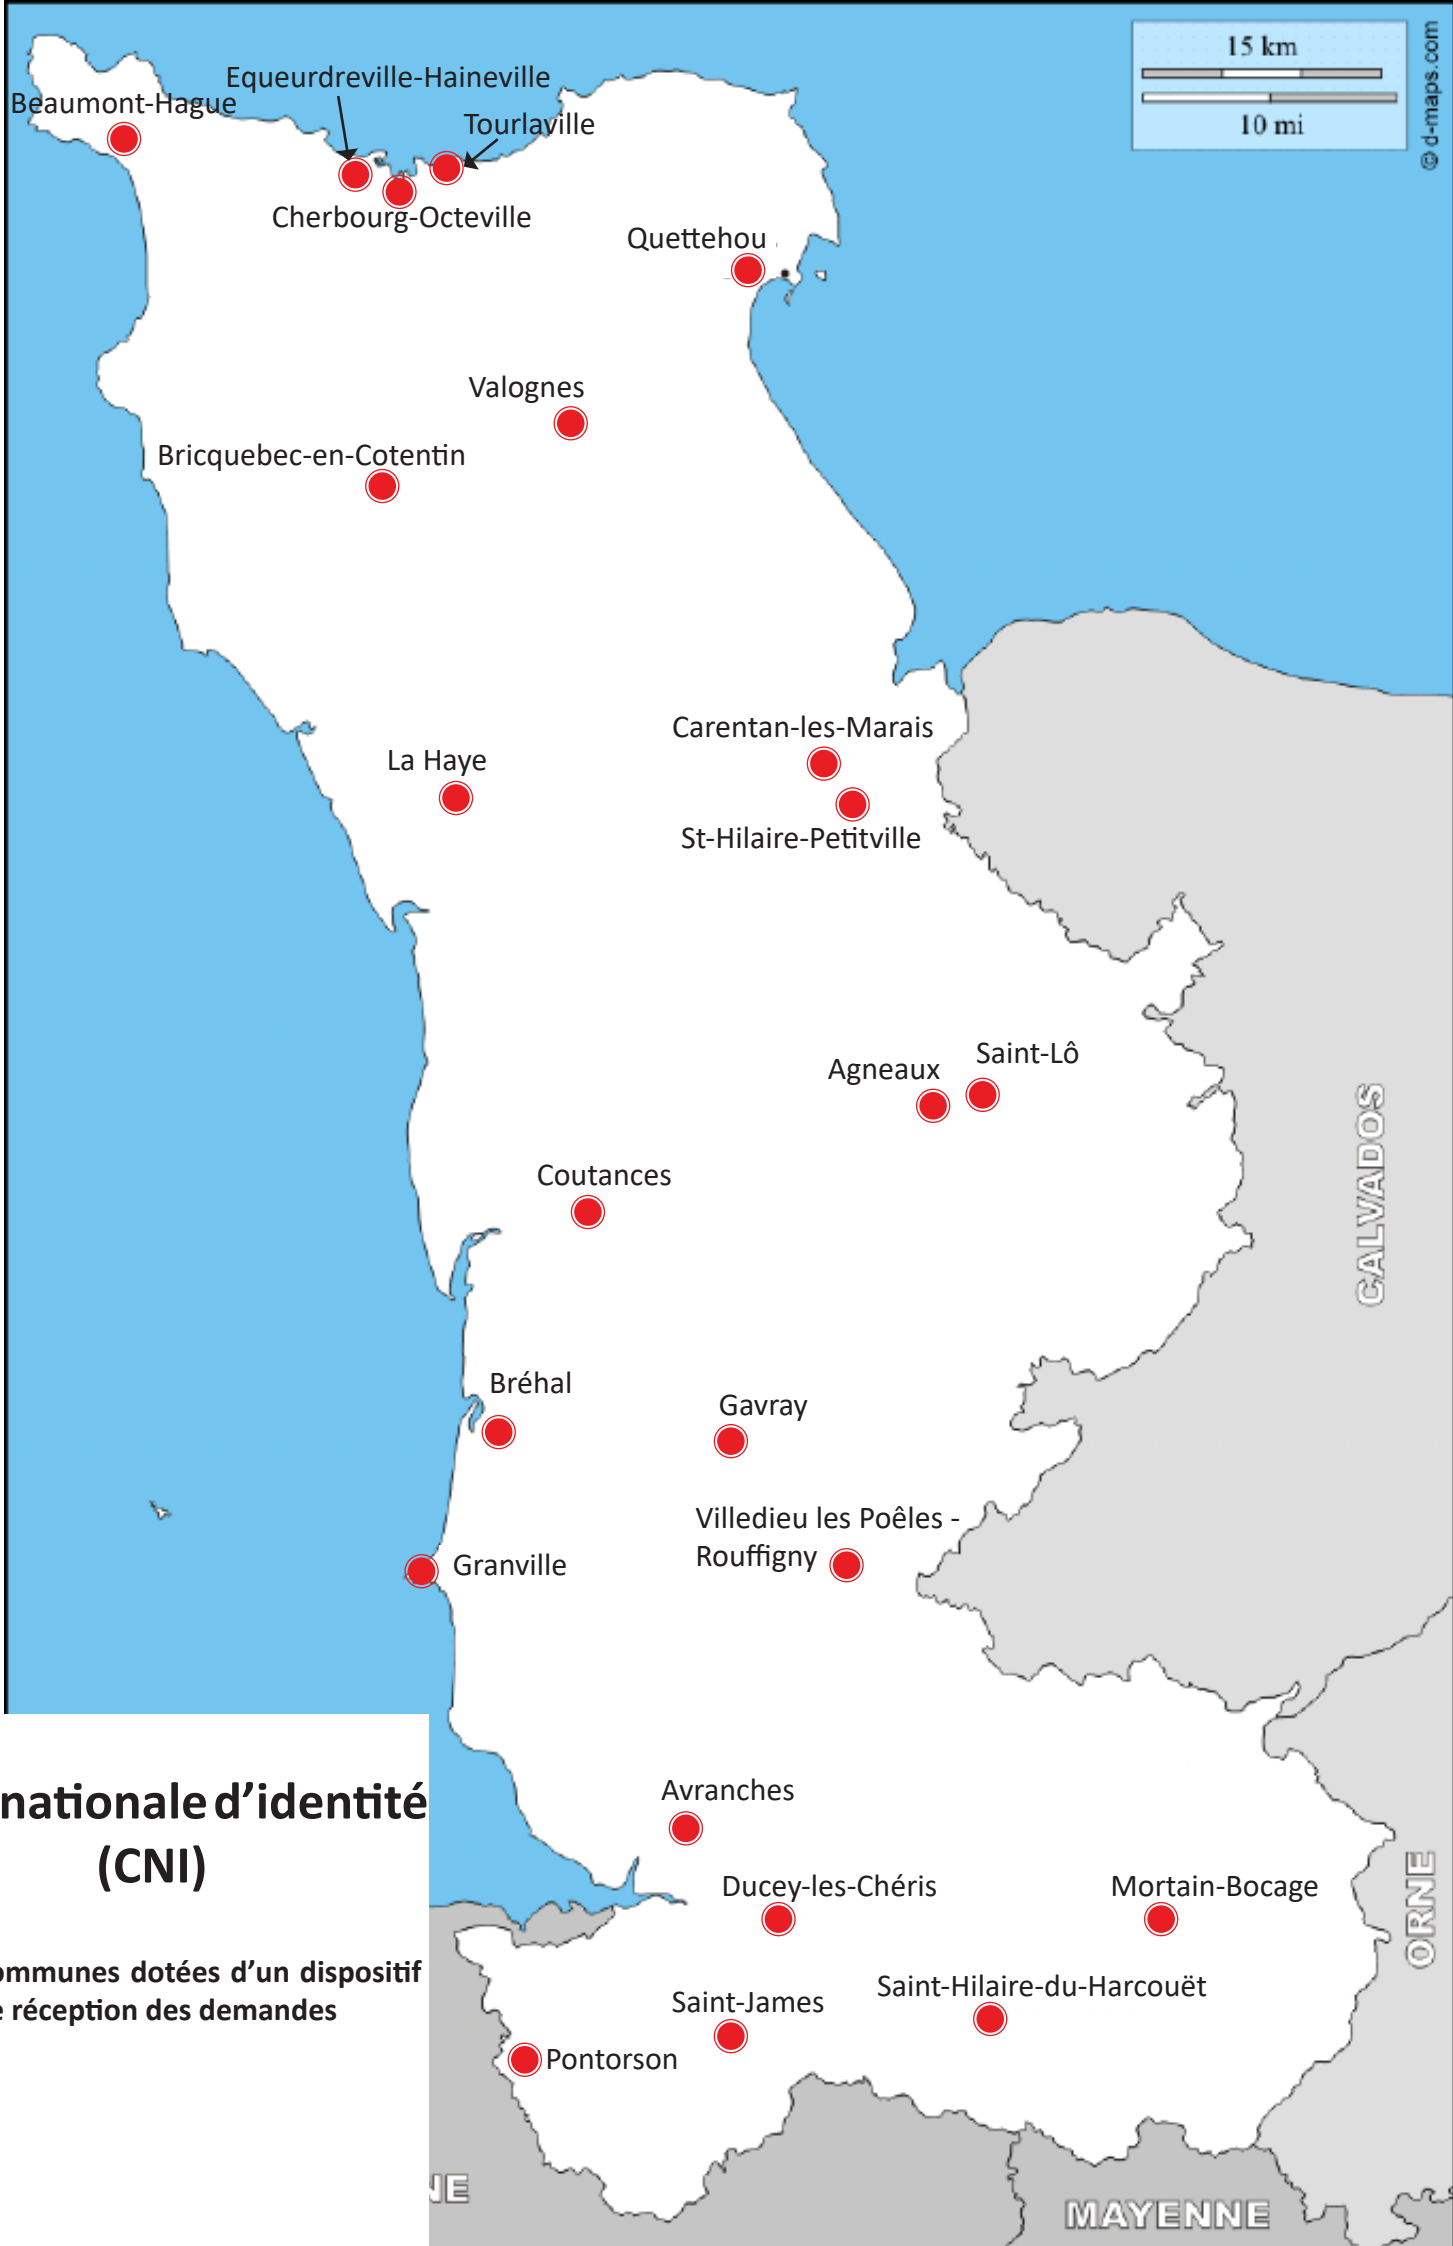 15 km
10 mi
© d-maps.com
Equeurdreville-Haineville
Beaumont-Hague
Tourlaville
Cherbourg-Octeville
Quettehou
Valognes
Bricquebec-en-Cotentin
Carentan-les-Marais
La Haye
St-Hilaire-Petitville
Saint-Lô
Agneaux
CALVADOS
Coutances
Bréhal
Gavray
Villedieu les Poêles -
Rouffigny
Granville
nationale d'identité
(CNI)
Avranches
Ducey-les-Chéris
Mortain-Bocage
ORNE
ommunes dotées d'un dispositif
e réception des demandes
Saint-Hilaire-du-Harcouët
Saint-James
Pontorson
NE
MAYENNE